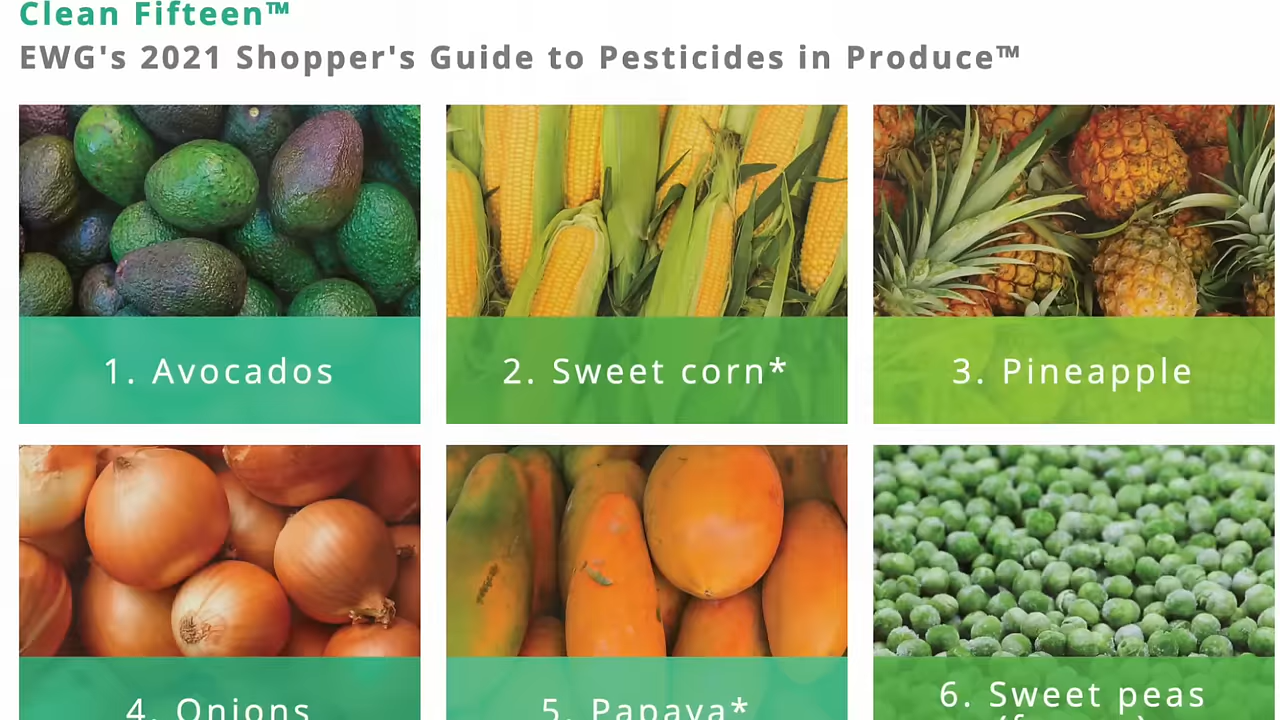 Clean Fifteen™
EWG's 2021 Shopper's Guide to Pesticides in Produce™
1. Avocados
2. Sweet corn*
3. Pineapple
4. Onions
5. Papaya*
6. Sweet peas